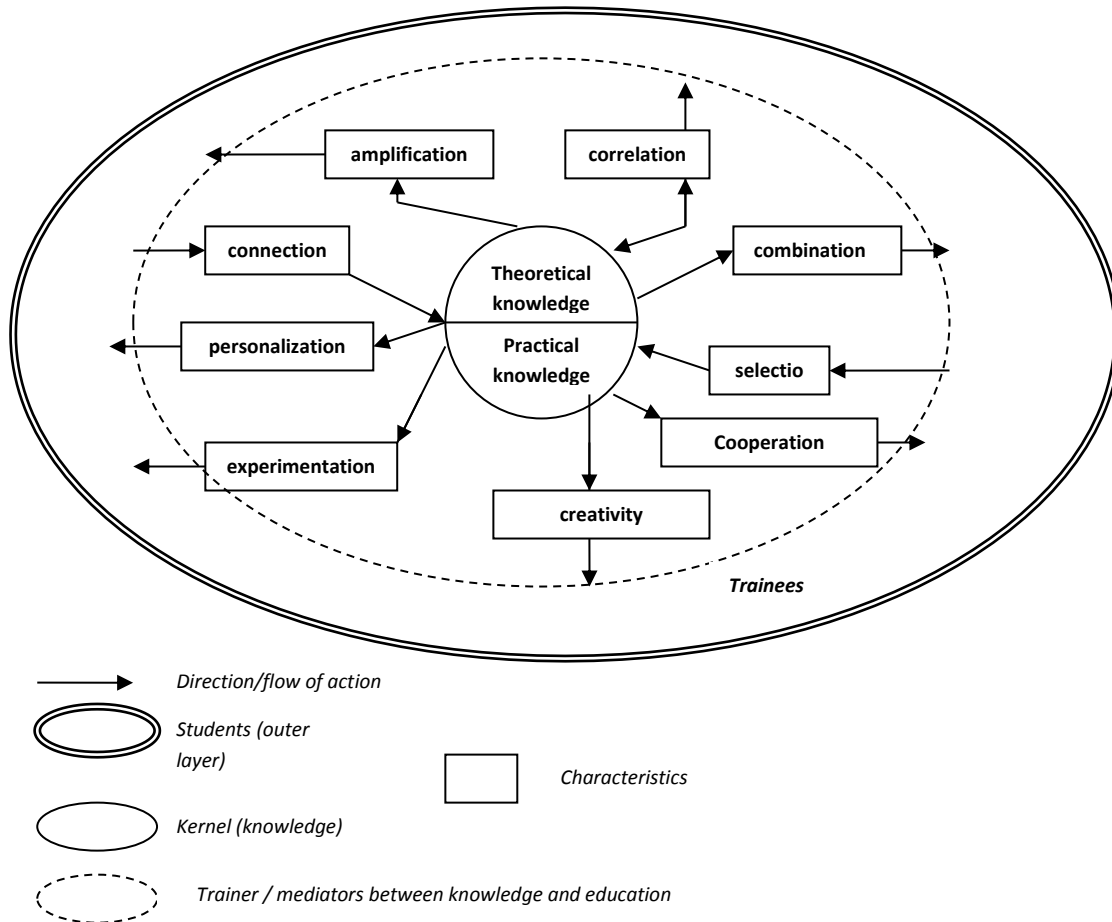 amplification
correlation
connection
combination
Theoretical
knowledge
personalization
Practical
knowledge
selectio
experimentation
Cooperation
creativity
Trainees
Direction/flow of action
Students (outer
layer)
Characteristics
Kernel (knowledge)
Trainer / mediators between knowledge and education